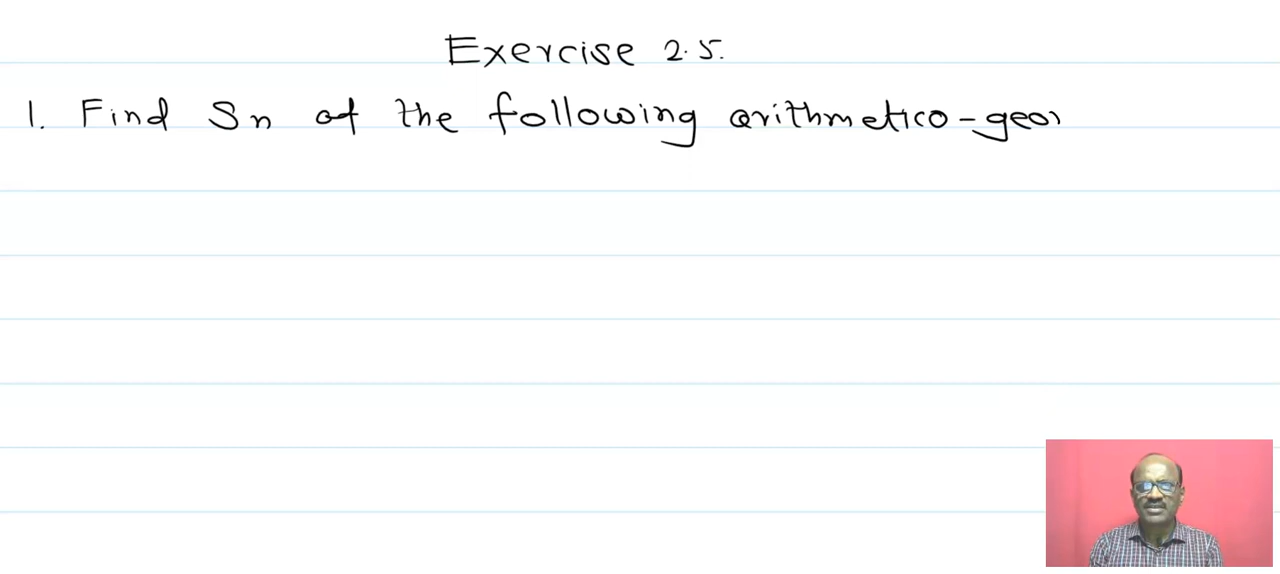 Exercise 2.5.
1. Find Sn of the following arithmetico-geo